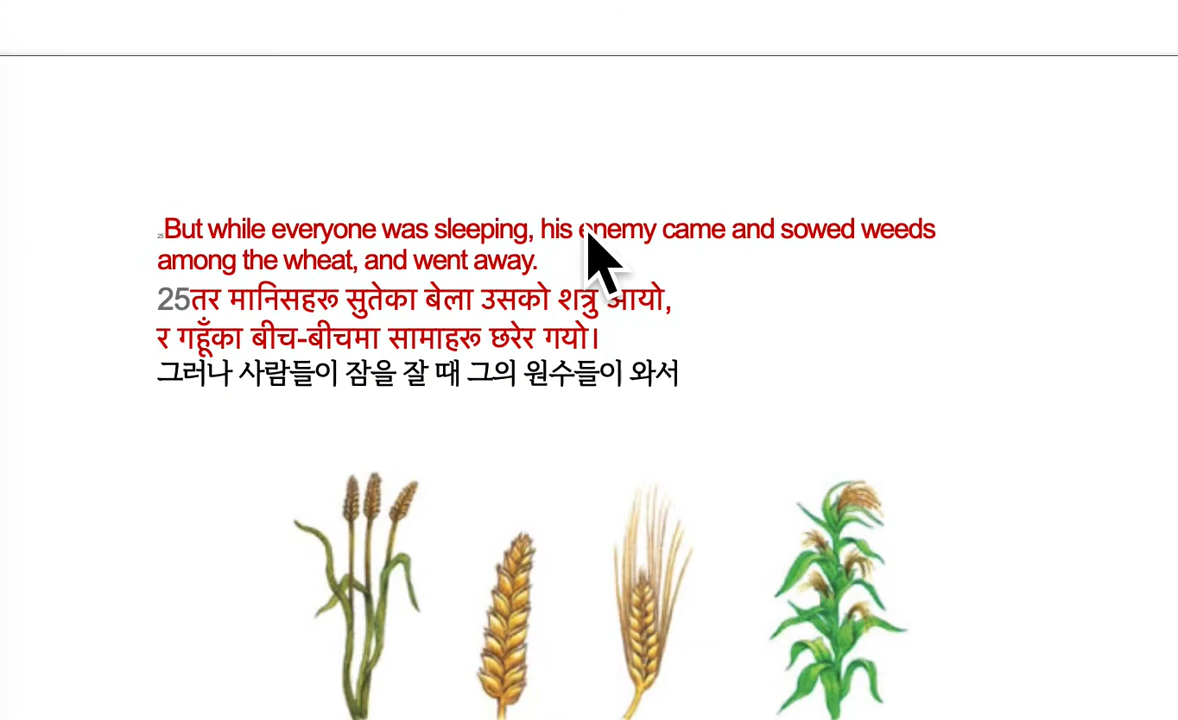 25 But while everyone was sleeping, his enemy came and sowed weeds
among the wheat, and went away.
25तर मानिसहरू सुतेका बेला उसको शत्रु आयो,
र गहूँका बीच-बीचमा सामाहरू छरेर गयो।
그러나 사람들이 잠을 잘 때 그의 원수들이 와서